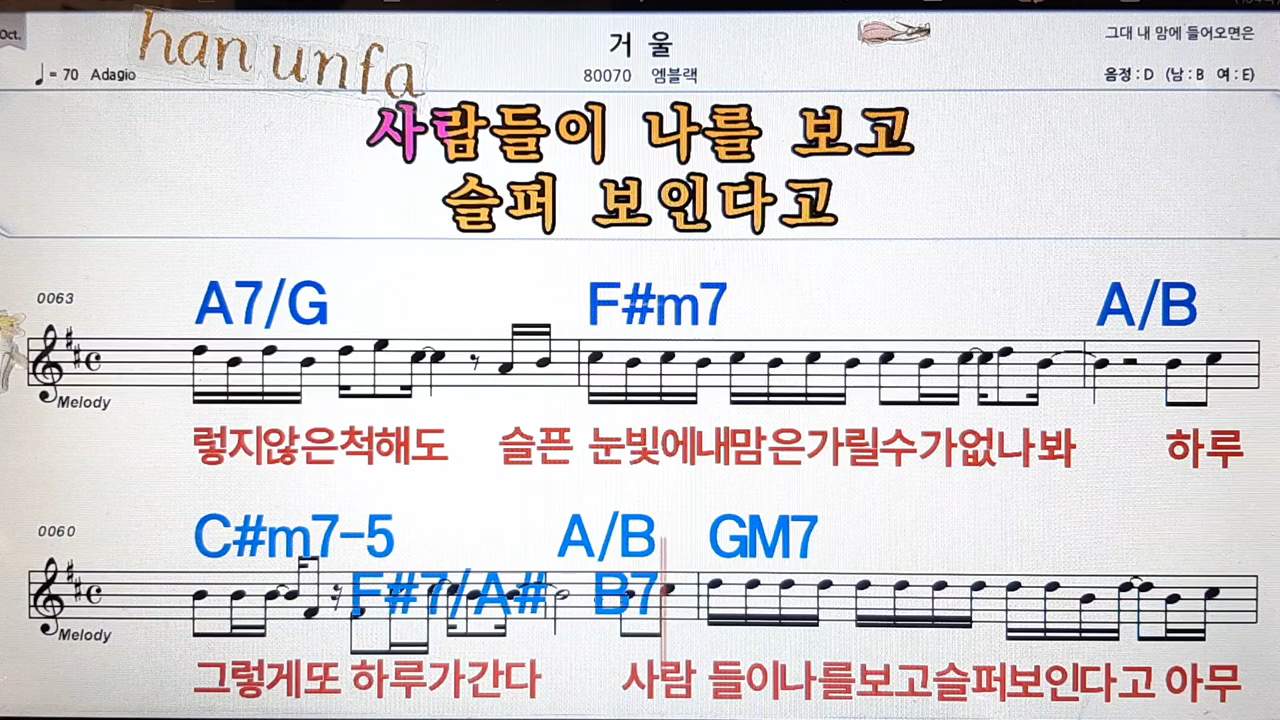 Oct.
han unfa
거 울
그대 내 맘에 들어오면은
♩= 70 Adagio
80070 엠블랙
음정 : D (남 : B 여 : E)
사람들이 나를 보고
슬퍼 보인다고
0063
A7/G F#m7 A/B
Melody
렇지않은척해도 슬픈 눈빛에내맘은가릴수가없나봐 하루
0060
C#m7-5 A/B GM7
F#7/A# B7
Melody
그렇게또 하루가간다 사람 들이나를보고슬퍼보인다고 아무